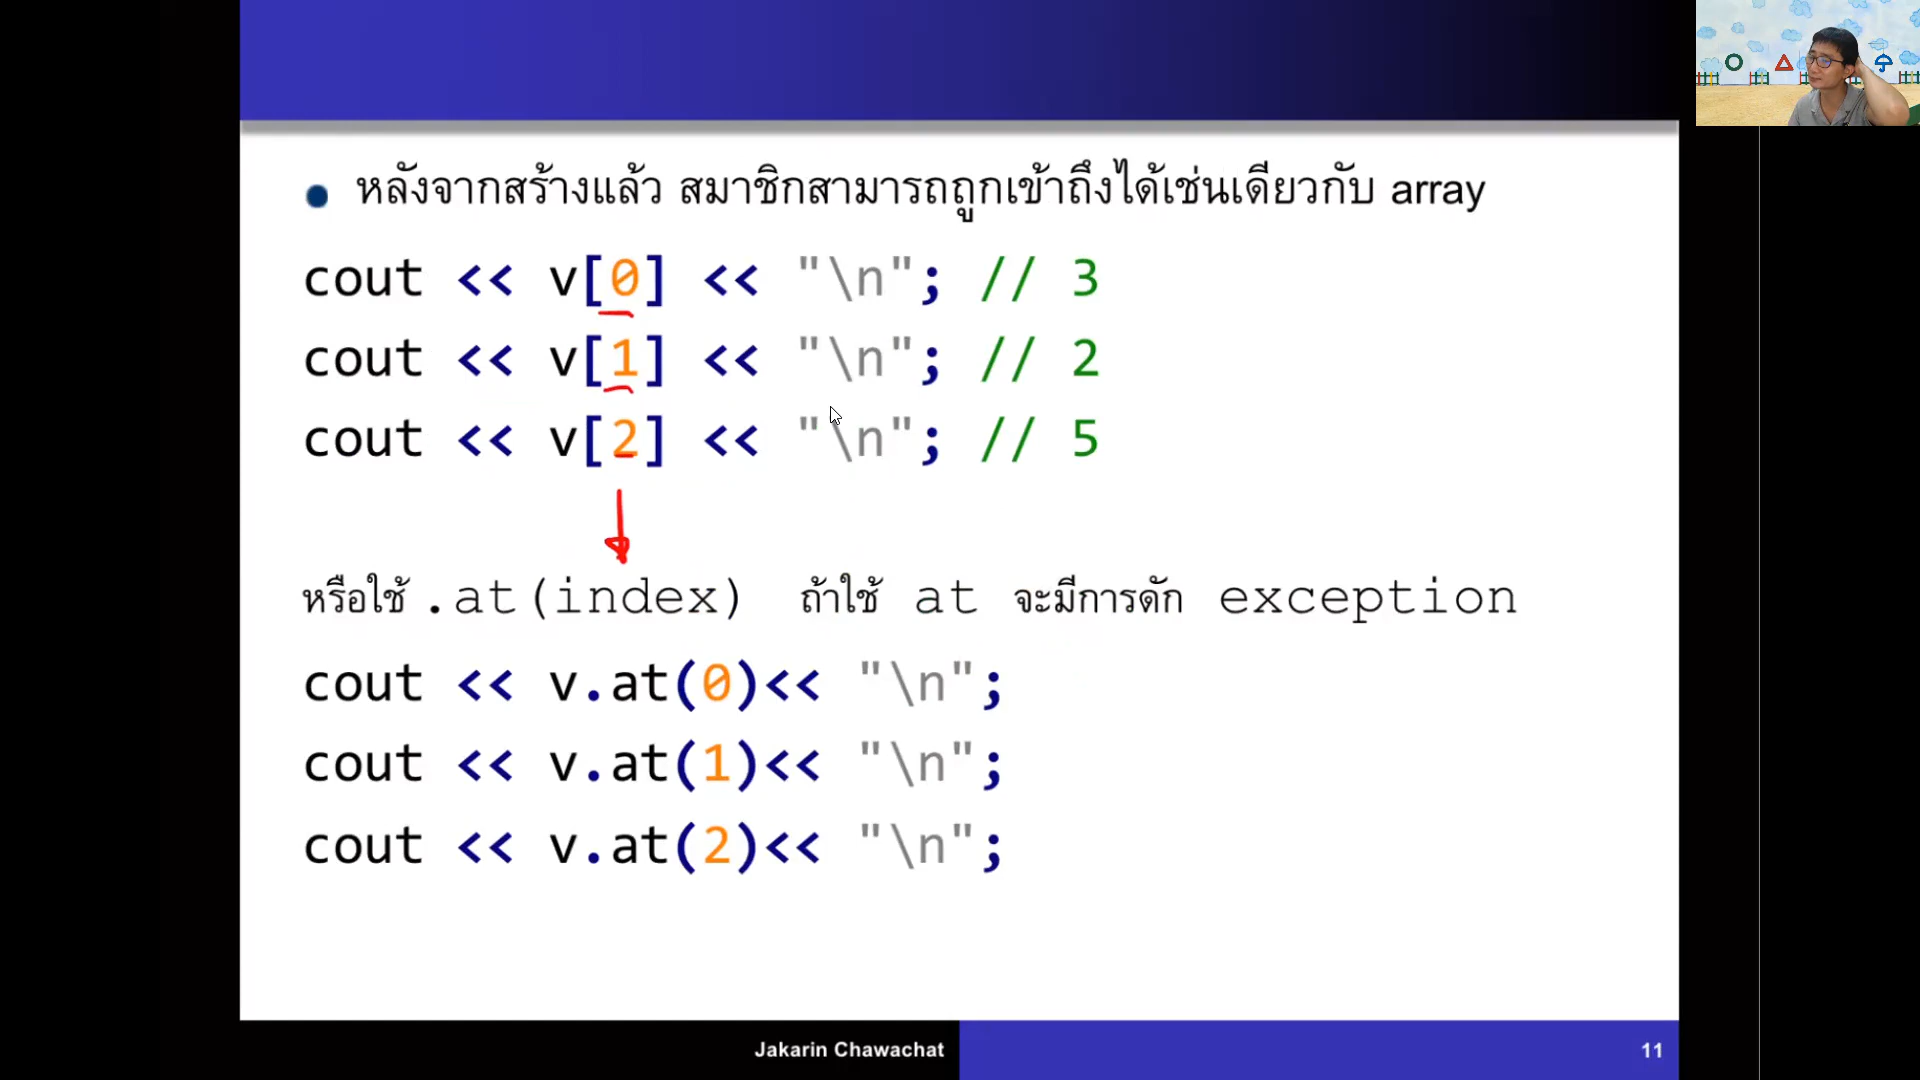 หลังจากสร้างแล้ว สมาชิกสามารถถูกเข้าถึงได้เช่นเดียวกับ array
cout << v[0] << "\n"; // 3
cout << v[1] << "\n"; // 2
cout << v[2] << "\n"; // 5
หรือใช้ .at(index) ถ้าใช้ at จะมีการดัก exception
cout << v.at(0)<< "\n";
cout << v.at(1)<< "\n";
cout << v.at(2)<< "\n";
Jakarin Chawachat
11